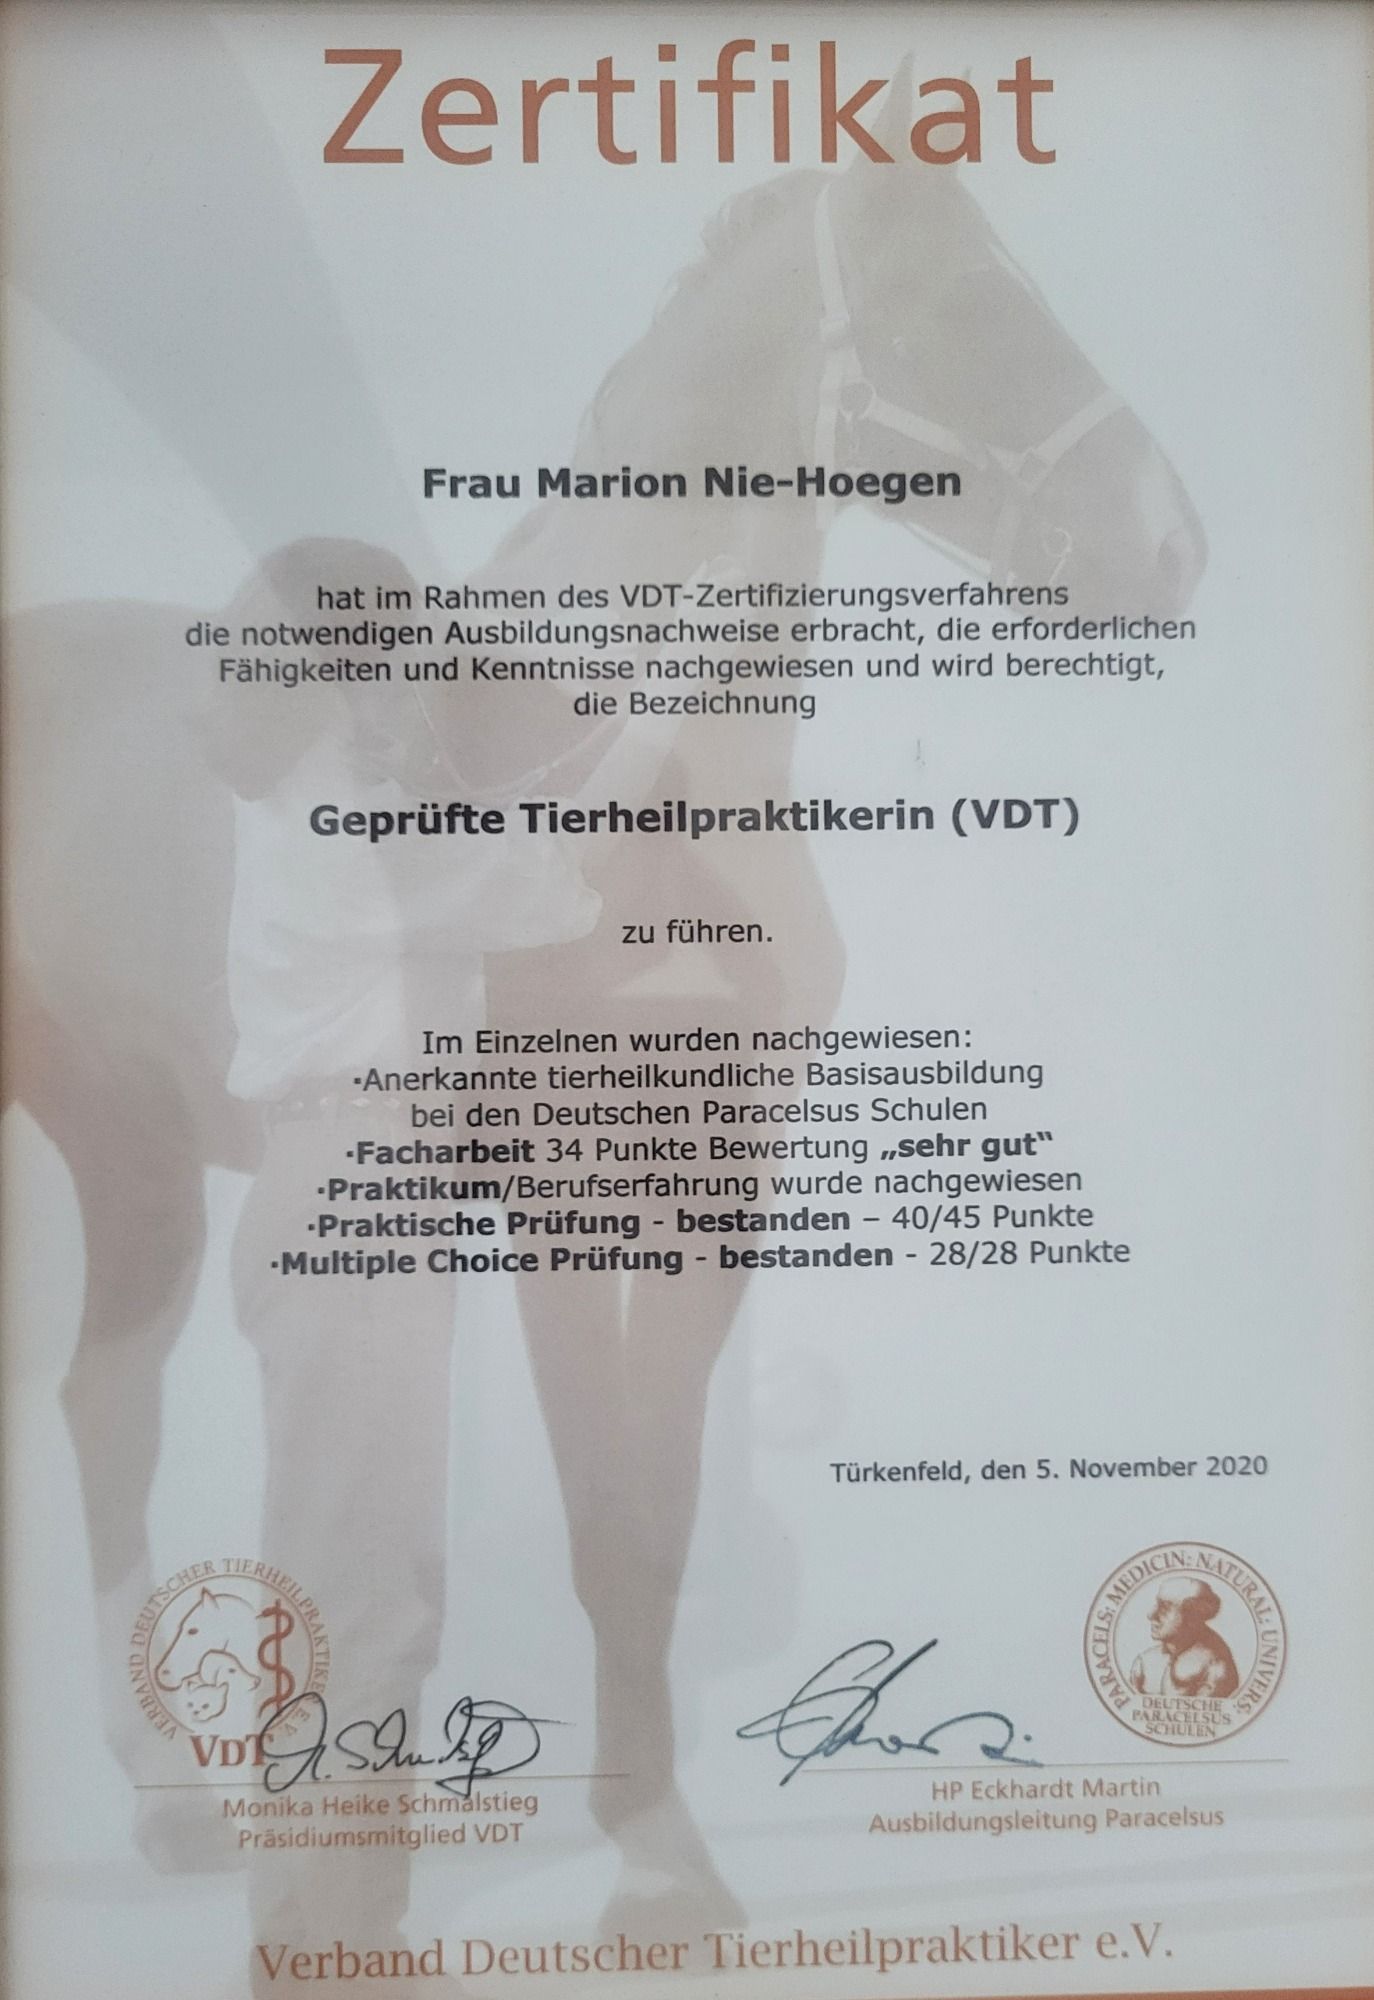 Zertifikat
Frau Marion Nie-Hoegen
hat im Rahmen des VDT-Zertifizierungsverfahrens
die notwendigen Ausbildungsnachweise erbracht, die erforderlichen
Fähigkeiten und Kenntnisse nachgewiesen und wird berechtigt,
die Bezeichnung
Geprüfte Tierheilpraktikerin (VDT)
zu führen.
Im Einzelnen wurden nachgewiesen:
·Anerkannte tierheilkundliche Basisausbildung
bei den Deutschen Paracelsus Schulen
·Facharbeit 34 Punkte Bewertung „sehr gut“
·Praktikum/Berufserfahrung wurde nachgewiesen
·Praktische Prüfung - bestanden – 40/45 Punkte
·Multiple Choice Prüfung - bestanden - 28/28 Punkte
Türkenfeld, den 5. November 2020
VERBAND DEUTSCHER TIERHEILPRAKTIKER E.V.
VDT
PARACELS: MEDICIN: NATURAL: UNIVERS:
DEUTSCHE
PARACELSUS
SCHULEN
Monika Heike Schmalstieg
Präsidiumsmitglied VDT
HP Eckhardt Martin
Ausbildungsleitung Paracelsus
Verband Deutscher Tierheilpraktiker e.V.